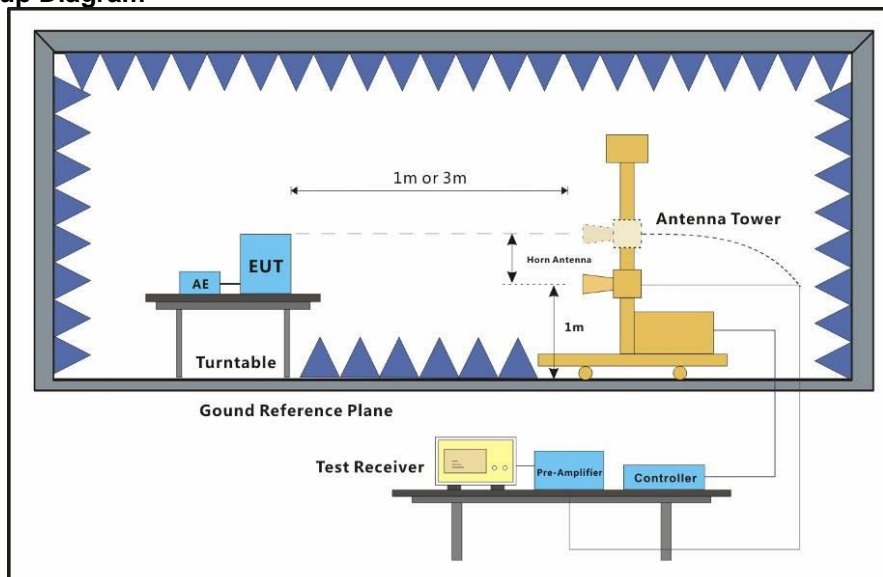 up Diagram
1m or 3m
Antenna Tower
Horn Antenna
EUT
AE
1m
Turntable
Gound Reference Plane
Test Receiver
Pre-Amplifier
Controller